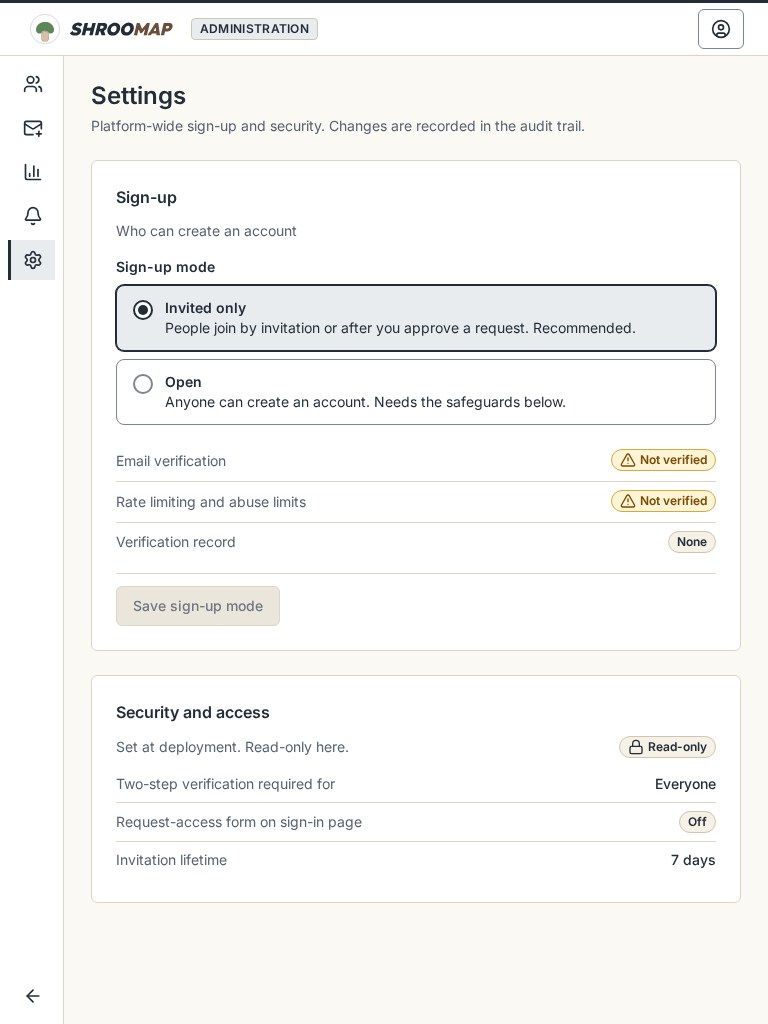 SHROOMAP
ADMINISTRATION
Settings
Platform-wide sign-up and security. Changes are recorded in the audit trail.
Sign-up
Who can create an account
Sign-up mode
Invited only
People join by invitation or after you approve a request. Recommended.
Open
Anyone can create an account. Needs the safeguards below.
Email verification
Not verified
Rate limiting and abuse limits
Not verified
Verification record
None
Save sign-up mode
Security and access
Set at deployment. Read-only here.
Read-only
Two-step verification required for
Everyone
Request-access form on sign-in page
Off
Invitation lifetime
7 days